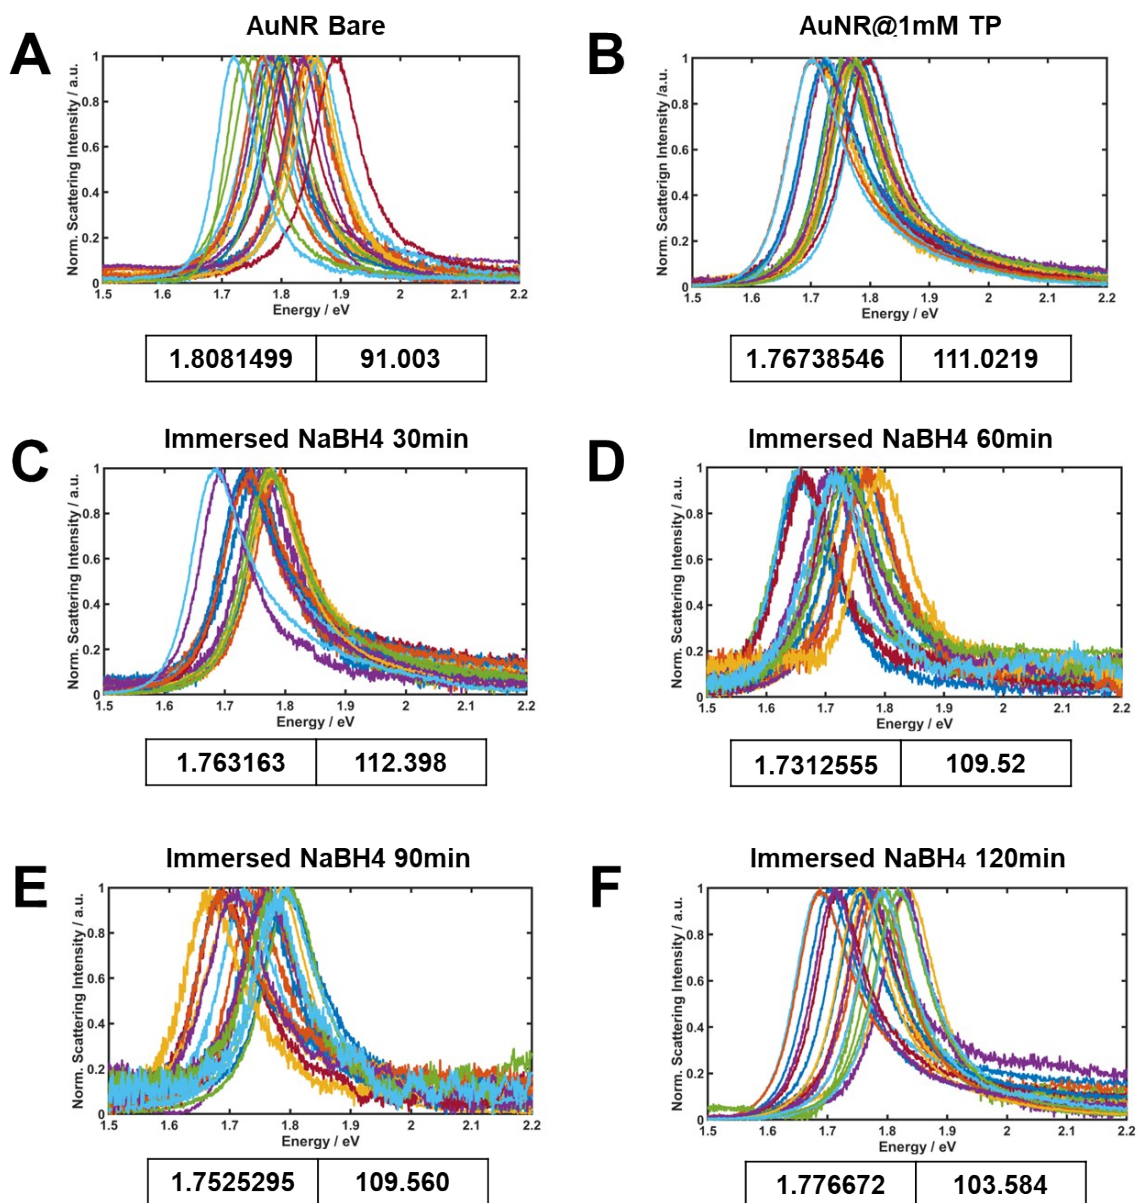 A
AuNR Bare
Norm. Scattering Intensity / a.u.
1
0.8
0.6
0.4
0.2
0
1.5 1.6 1.7 1.8 1.9 2 2.1 2.2
Energy / eV
1.8081499 91.003
B
AuNR@1mM TP
Norm. Scatterign Intensity /a.u.
1
0.8
0.6
0.4
0.2
0
1.5 1.6 1.7 1.8 1.9 2 2.1 2.2
Energy / eV
1.76738546 111.0219
C
Immersed NaBH4 30min
Norm. Scattering Intensity / a.u.
1
0.8
0.6
0.4
0.2
0
1.5 1.6 1.7 1.8 1.9 2 2.1 2.2
Energy / eV
1.763163 112.398
D
Immersed NaBH4 60min
Norm. Scattering Intensity / a.u.
1
0.8
0.6
0.4
0.2
0
1.5 1.6 1.7 1.8 1.9 2 2.1 2.2
Energy / eV
1.7312555 109.52
E
Immersed NaBH4 90min
Norm. Scattering Intensity / a.u.
1
0.8
0.6
0.4
0.2
0
1.5 1.6 1.7 1.8 1.9 2 2.1 2.2
Energy / eV
1.7525295 109.560
F
Immersed NaBH₄ 120min
Norm. Scattering Intensity / a.u.
1
0.8
0.6
0.4
0.2
0
1.5 1.6 1.7 1.8 1.9 2 2.1 2.2
Energy / eV
1.776672 103.584